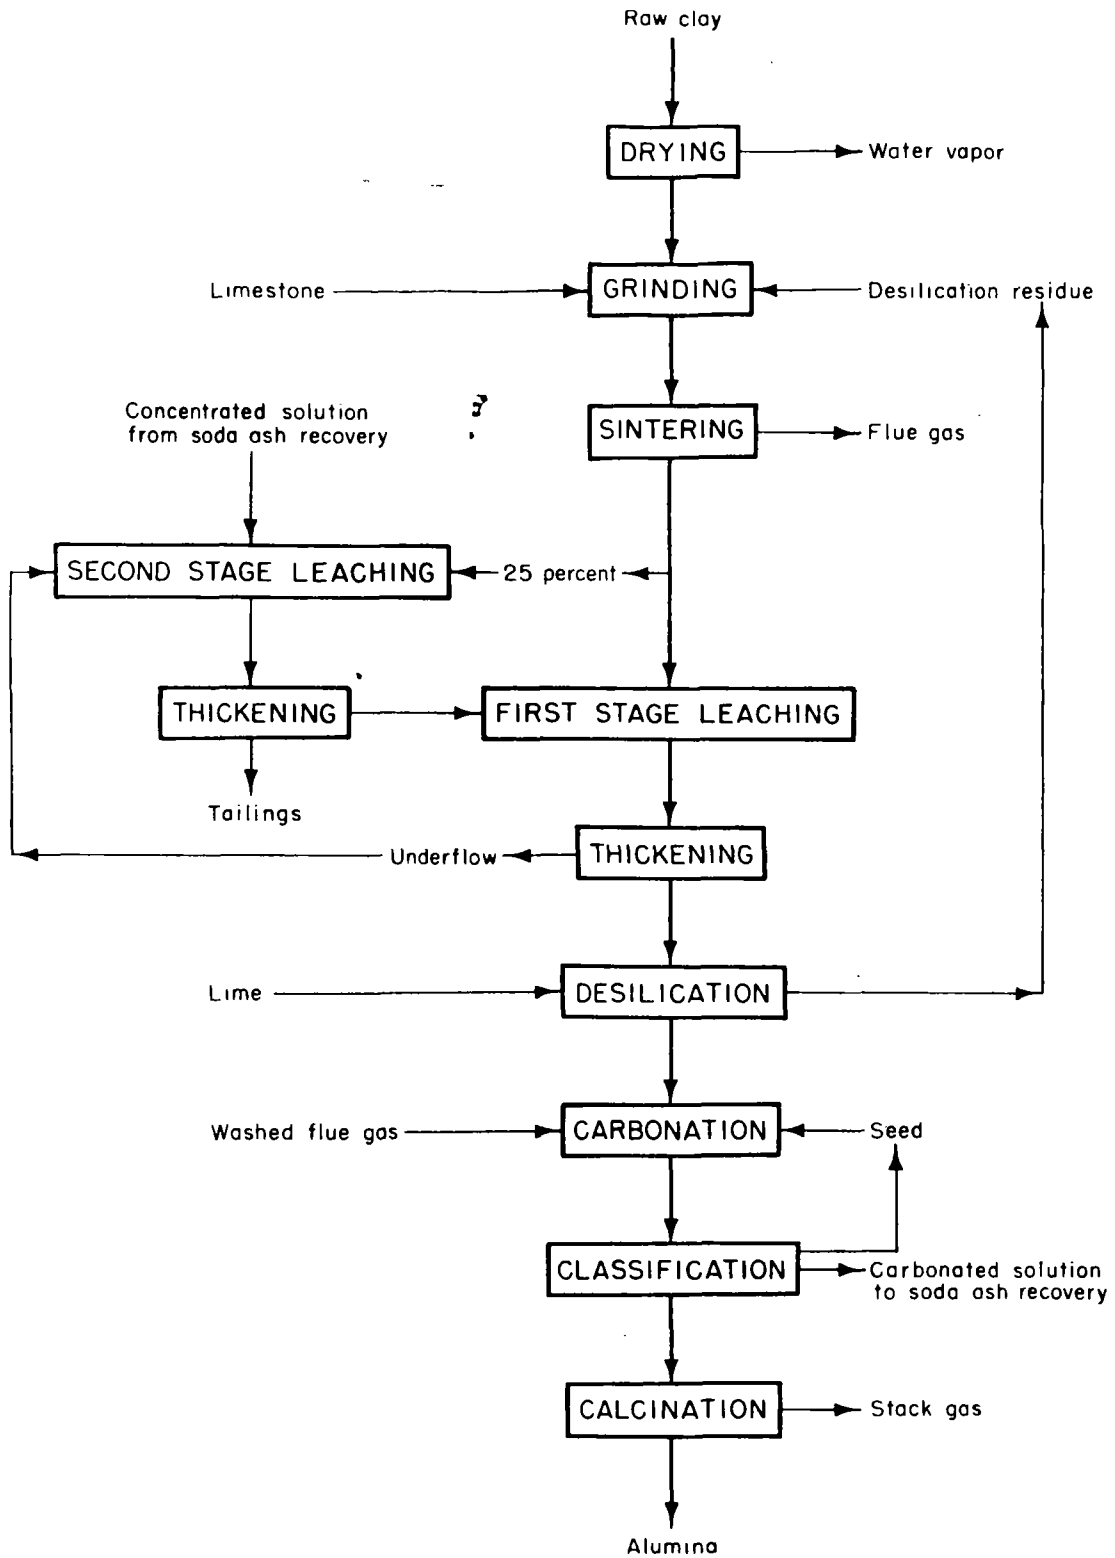 Raw clay
DRYING
Water vapor
Limestone
GRINDING
Desilication residue
Concentrated solution
from soda ash recovery
SINTERING
Flue gas
SECOND STAGE LEACHING
25 percent
THICKENING
FIRST STAGE LEACHING
Tailings
Underflow
THICKENING
Lime
DESILICATION
Washed flue gas
CARBONATION
Seed
CLASSIFICATION
Carbonated solution
to soda ash recovery
CALCINATION
Stack gas
Alumina